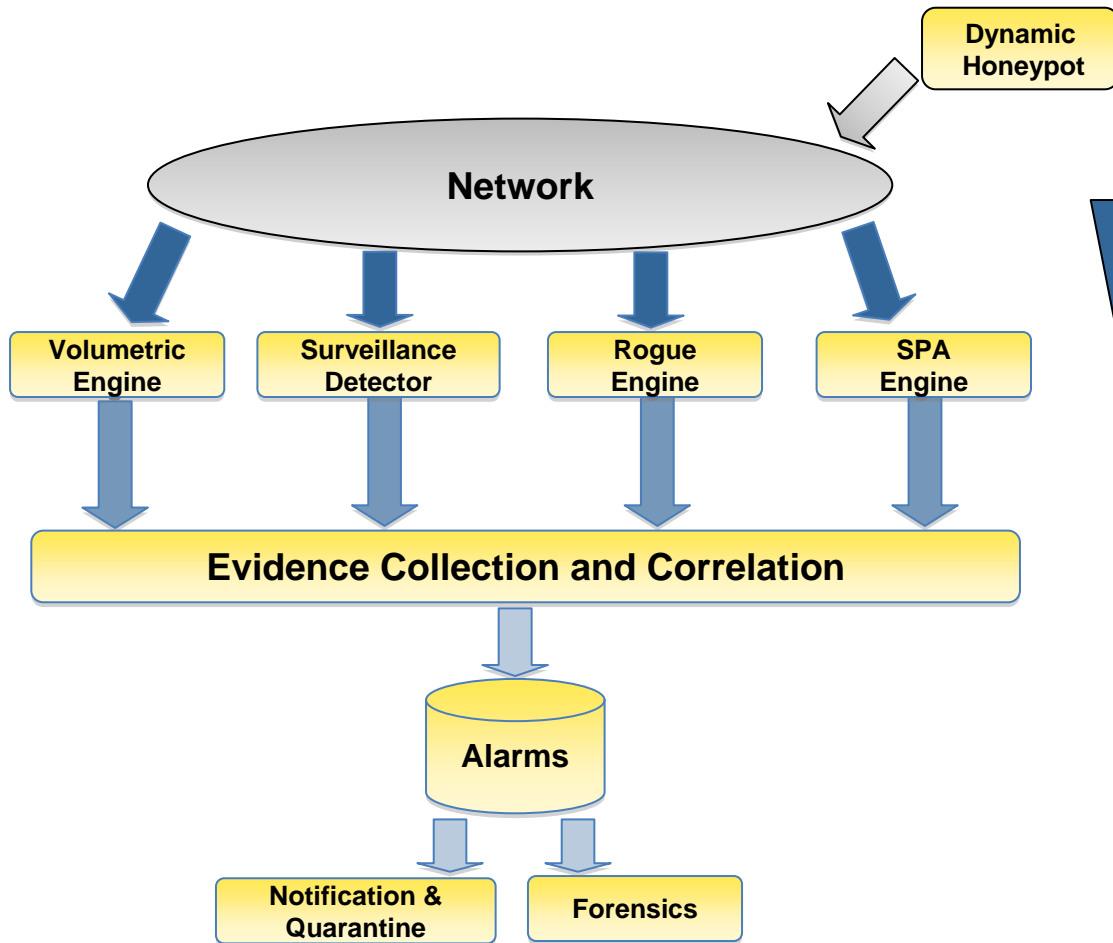 Dynamic
Honeypot
Network
Volumetric
Engine
Surveillance
Detector
Rogue
Engine
SPA
Engine
Evidence Collection and Correlation
Alarms
Notification &
Quarantine
Forensics